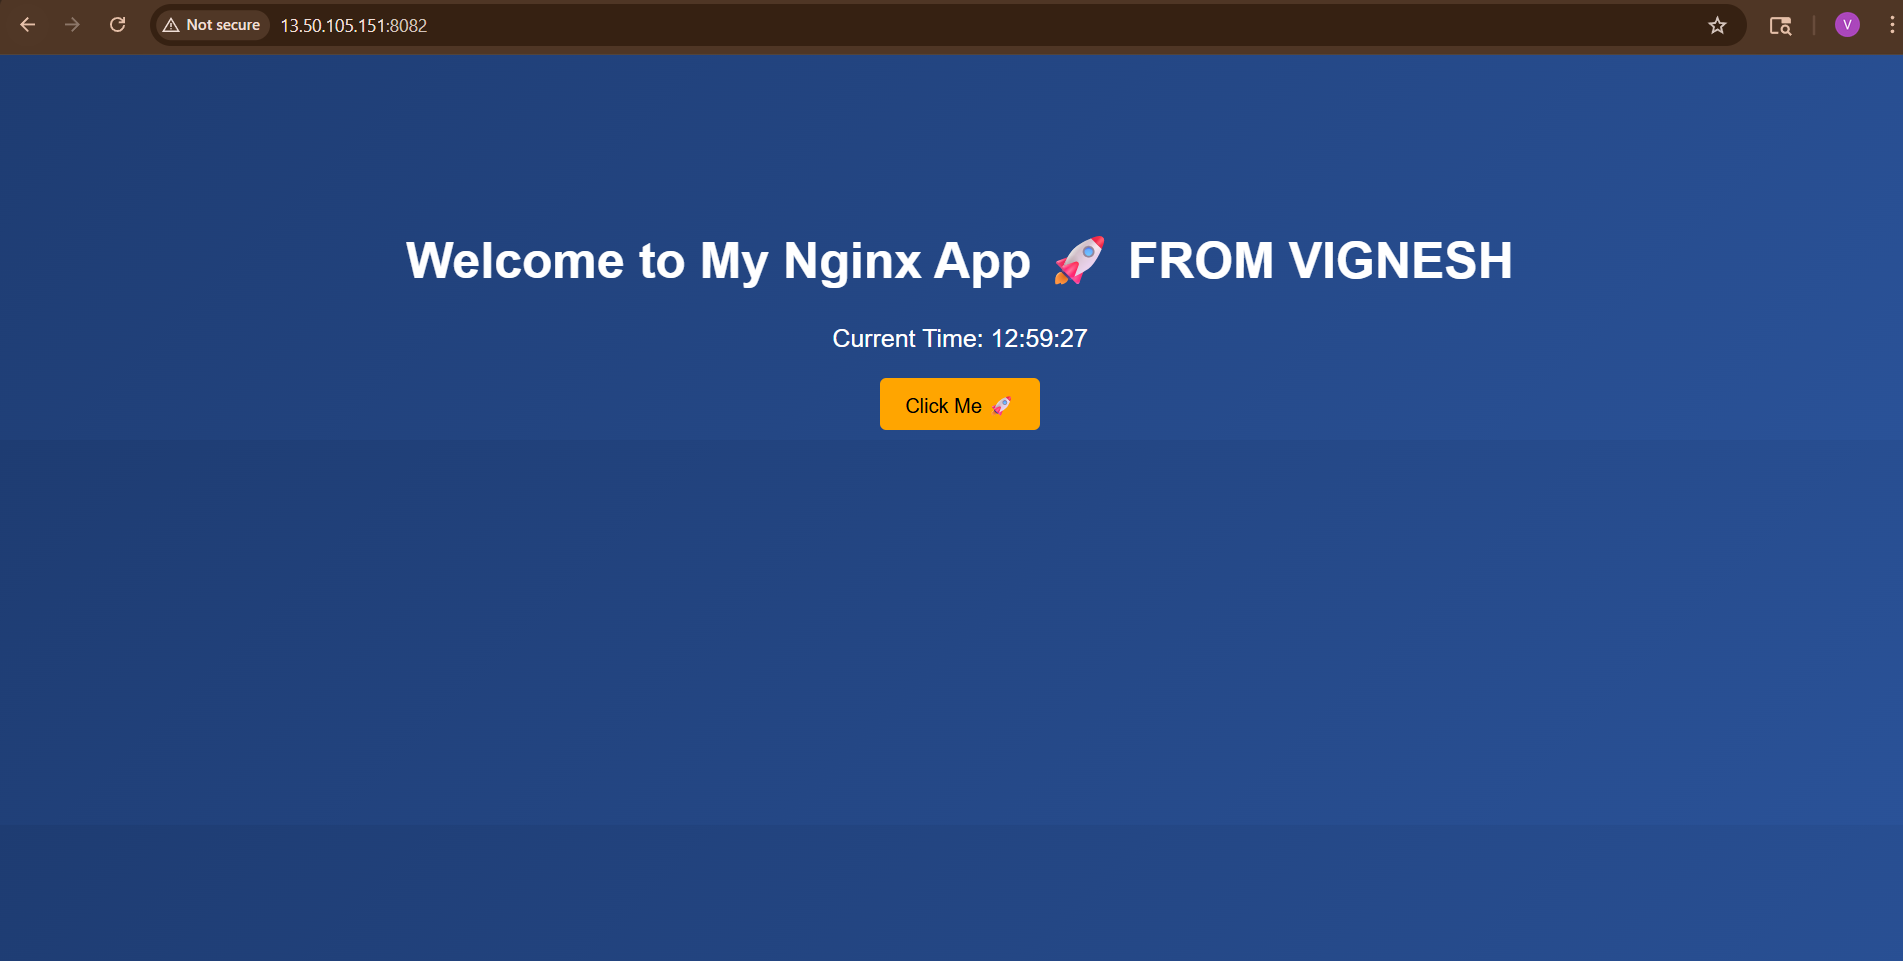 Not secure 13.50.105.151:8082 V
Welcome to My Nginx App 🚀 FROM VIGNESH
Current Time: 12:59:27
Click Me 🚀